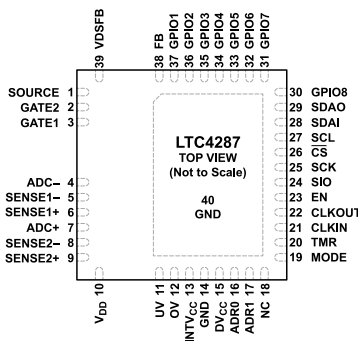 39 VDSFB
38 FB
37 GPIO1
36 GPIO2
35 GPIO3
34 GPIO4
33 GPIO5
32 GPIO6
31 GPIO7
SOURCE 1
GATE2 2
GATE1 3
ADC– 4
SENSE1– 5
SENSE1+ 6
ADC+ 7
SENSE2– 8
SENSE2+ 9
LTC4287
TOP VIEW
(Not to Scale)
40
GND
30 GPIO8
29 SDAO
28 SDAI
27 SCL
26 CS
25 SCK
24 SIO
23 EN
22 CLKOUT
21 CLKIN
20 TMR
19 MODE
VDD 10
UV 11
OV 12
INTVCC 13
GND 14
DVCC 15
ADR0 16
ADR1 17
NC 18